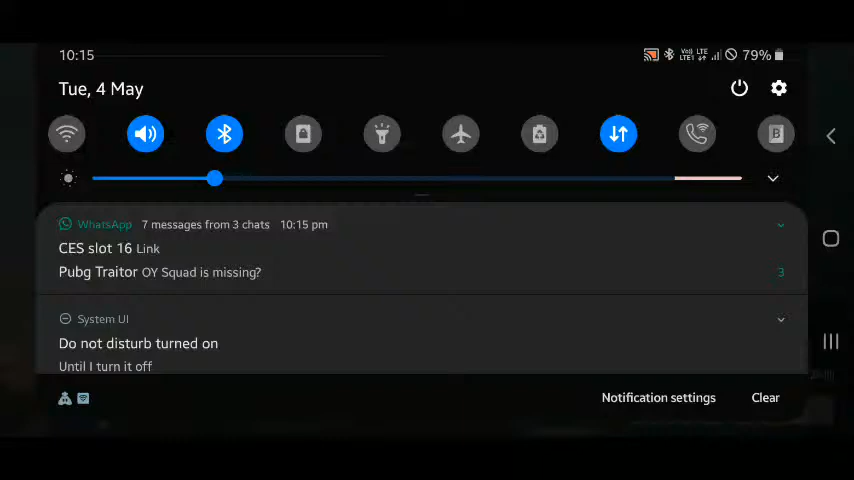 10:15
VoLTE LTE1 79%
Tue, 4 May
WhatsApp 7 messages from 3 chats 10:15 pm
CES slot 16 Link
Pubg Traitor OY Squad is missing?
3
System UI
Do not disturb turned on
Until I turn it off
Notification settings Clear